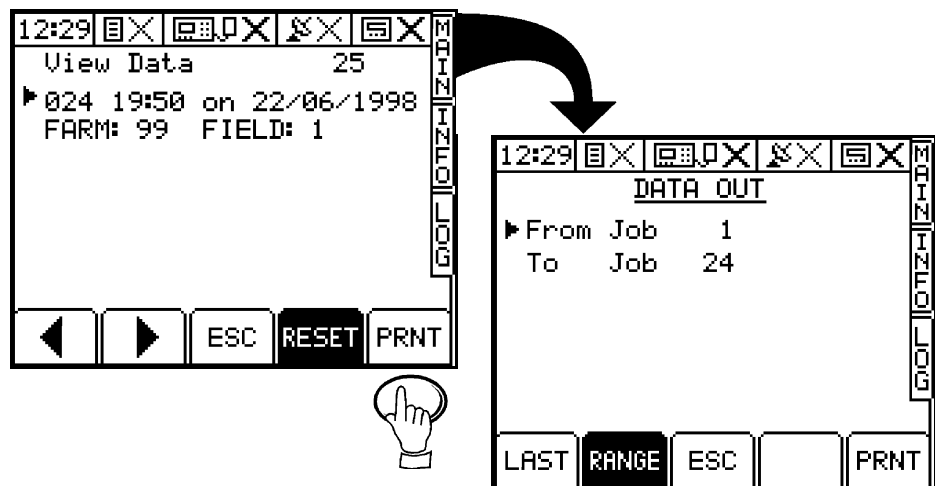 12:29
View Data 25
024 19:50 on 22/06/1998
FARM: 99 FIELD: 1
MAIN
INFO
LOG
ESC RESET PRNT
12:29
DATA OUT
From Job 1
To Job 24
MAIN
INFO
LOG
LAST RANGE ESC PRNT